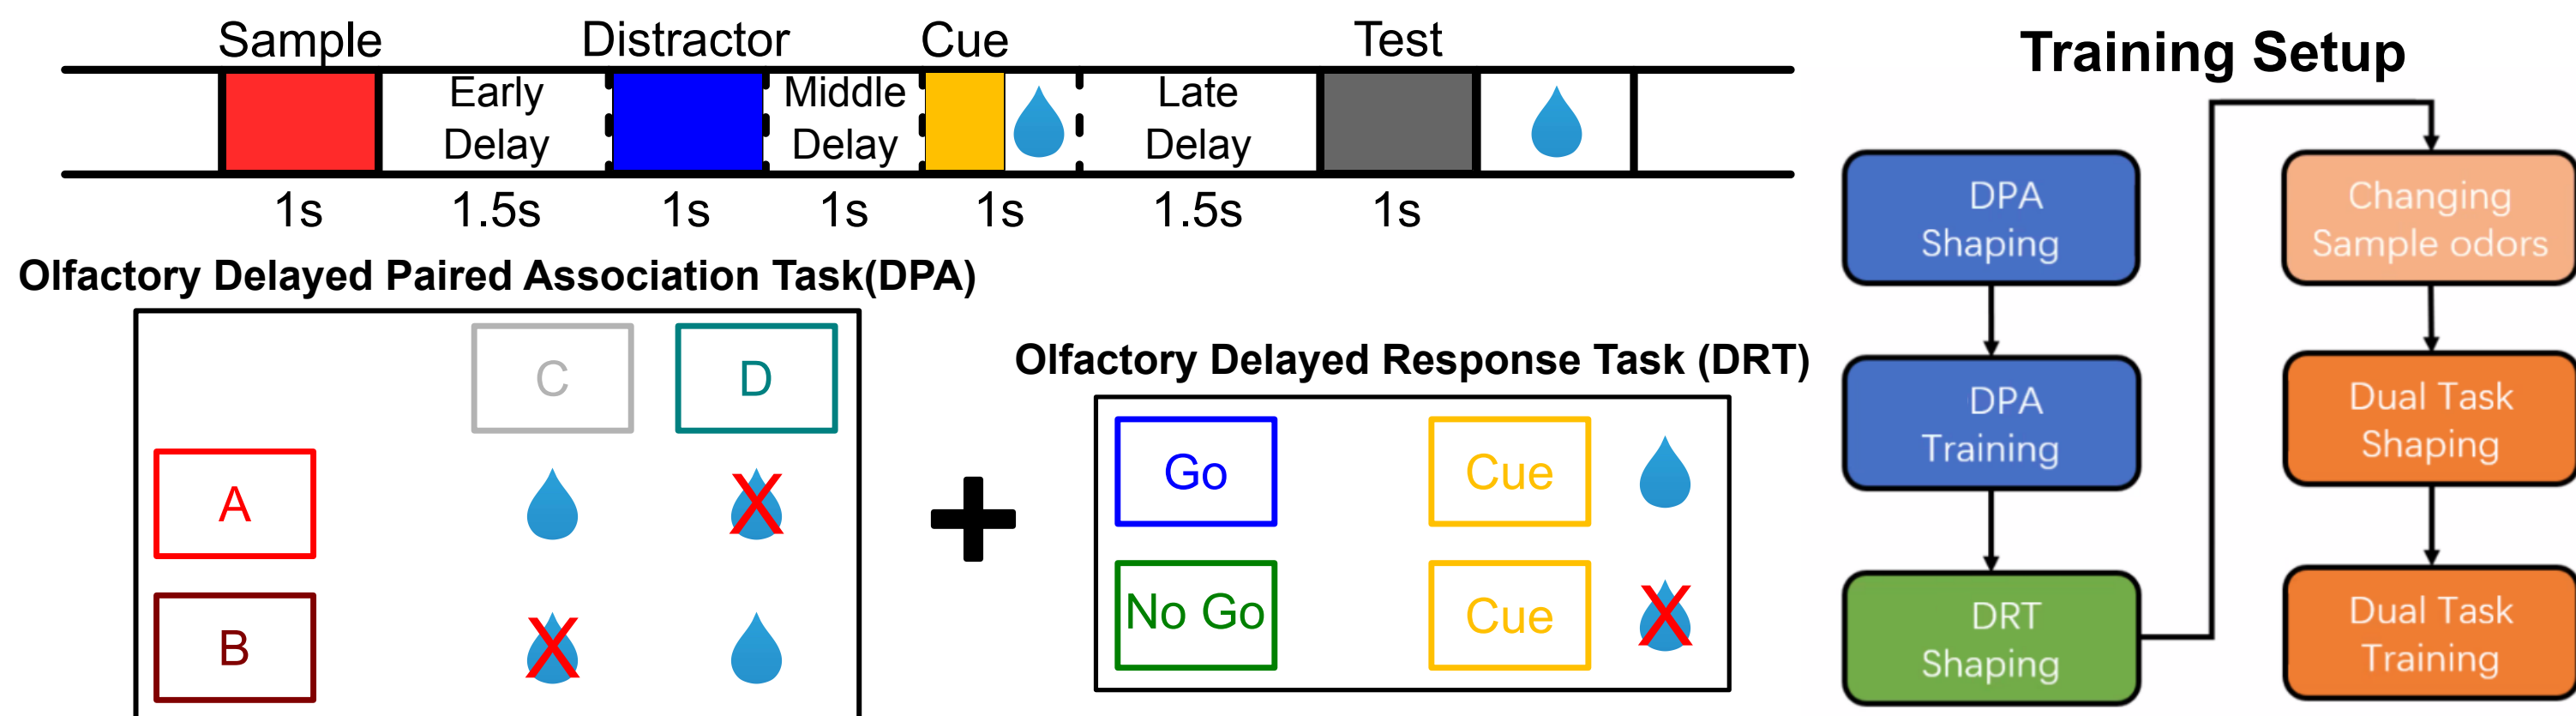 Sample Distractor Cue Test
Early Delay
Middle Delay
Late Delay
1s 1.5s 1s 1s 1s 1.5s 1s
Olfactory Delayed Paired Association Task(DPA)
C D
A
B
Olfactory Delayed Response Task (DRT)
Go Cue
No Go Cue
Training Setup
DPA
Shaping
DPA
Training
DRT
Shaping
Changing
Sample odors
Dual Task
Shaping
Dual Task
Training